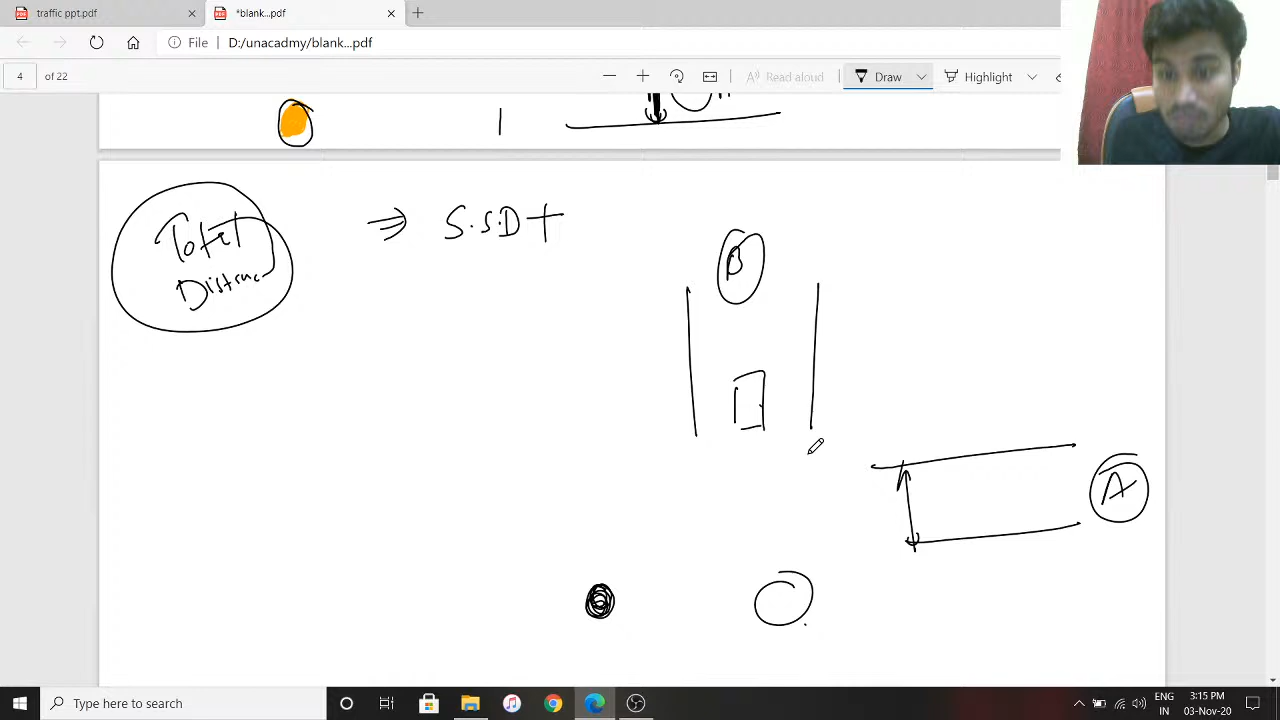 traffic ppt.pdf
*blank...pdf
File
D:/unacadmy/blank...pdf
4
of 22
Read aloud
Draw
Highlight
Total
Distance
⇒ S.S.D +
B
A
Type here to search
ENG
IN
3:15 PM
03-Nov-20